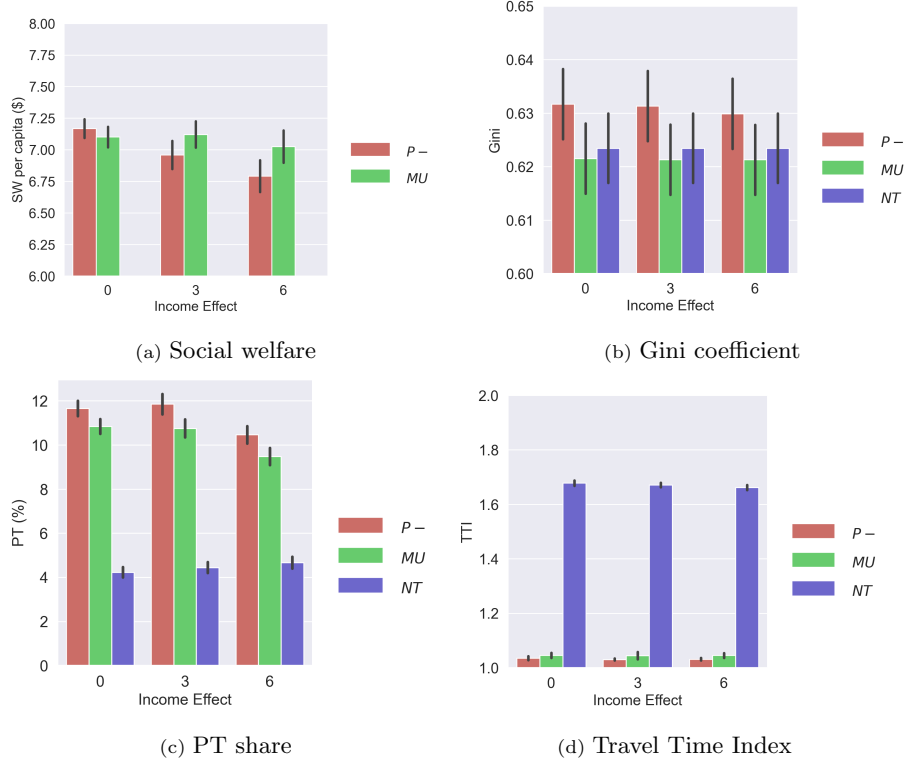 8.00
7.75
7.50
7.25
7.00
6.75
6.50
6.25
6.00
SW per capita ($)
0 3 6
Income Effect
P −
MU
(a) Social welfare
0.65
0.64
0.63
0.62
0.61
0.60
Gini
0 3 6
Income Effect
P −
MU
NT
(b) Gini coefficient
12
10
8
6
4
2
0
PT (%)
0 3 6
Income Effect
P −
MU
NT
(c) PT share
2.0
1.8
1.6
1.4
1.2
1.0
TTI
0 3 6
Income Effect
P −
MU
NT
(d) Travel Time Index